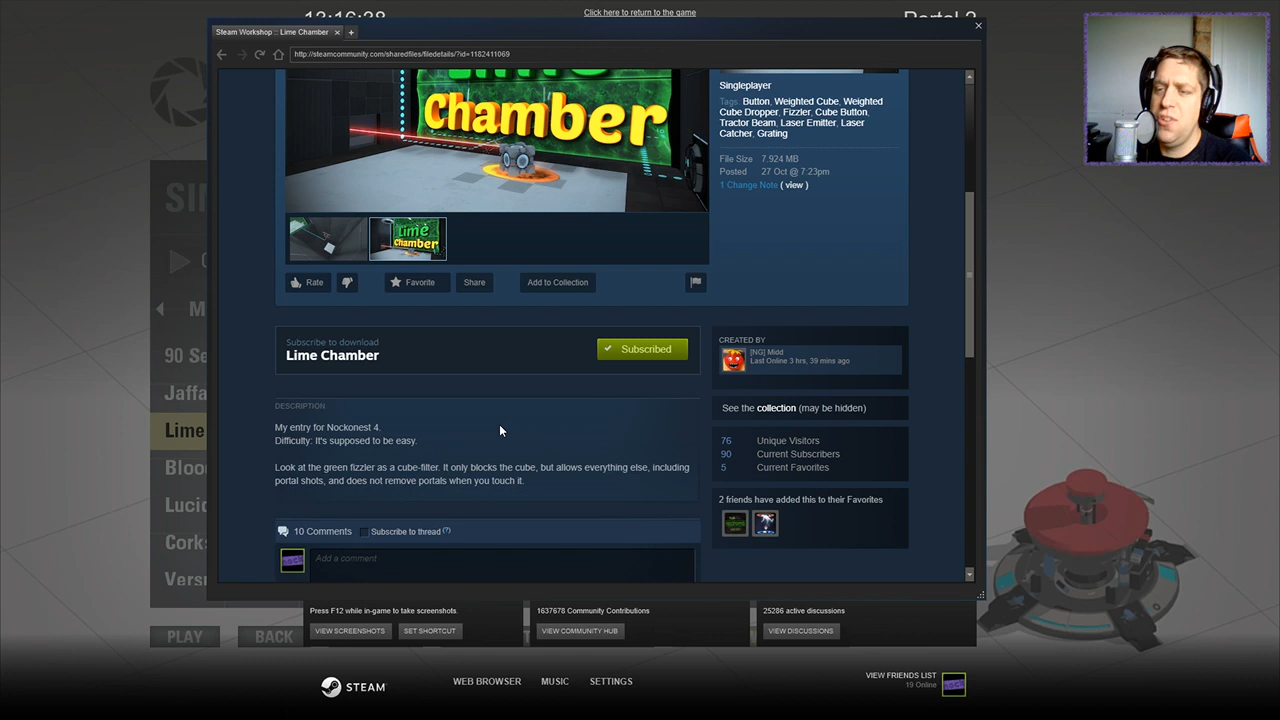 Click here to return to the game
13:16:38
Portal 2
Steam Workshop :: Lime Chamber
http://steamcommunity.com/sharedfiles/filedetails/?id=1182411069
Lime
Chamber
Lime
Chamber
Singleplayer
Tags: Button, Weighted Cube, Weighted
Cube Dropper, Fizzler, Cube Button,
Tractor Beam, Laser Emitter, Laser
Catcher, Grating
File Size 7.924 MB
Posted 27 Oct @ 7:23pm
1 Change Note ( view )
Rate
Favorite
Share
Add to Collection
Subscribe to download
Lime Chamber
Subscribed
CREATED BY
[NG] Midd
Last Online 3 hrs, 39 mins ago
See the collection (may be hidden)
76 Unique Visitors
90 Current Subscribers
5 Current Favorites
2 friends have added this to their Favorites
DESCRIPTION
My entry for Nockonest 4.
Difficulty: It's supposed to be easy.
Look at the green fizzler as a cube-filter. It only blocks the cube, but allows everything else, including
portal shots, and does not remove portals when you touch it.
10 Comments
Subscribe to thread (?)
Add a comment
90 Se
Jaffa
Lime
Bloo
Lucid
Cork
Versu
PLAY
BACK
Press F12 while in-game to take screenshots.
VIEW SCREENSHOTS
SET SHORTCUT
1637678 Community Contributions
VIEW COMMUNITY HUB
25286 active discussions
VIEW DISCUSSIONS
STEAM
WEB BROWSER
MUSIC
SETTINGS
VIEW FRIENDS LIST
19 Online